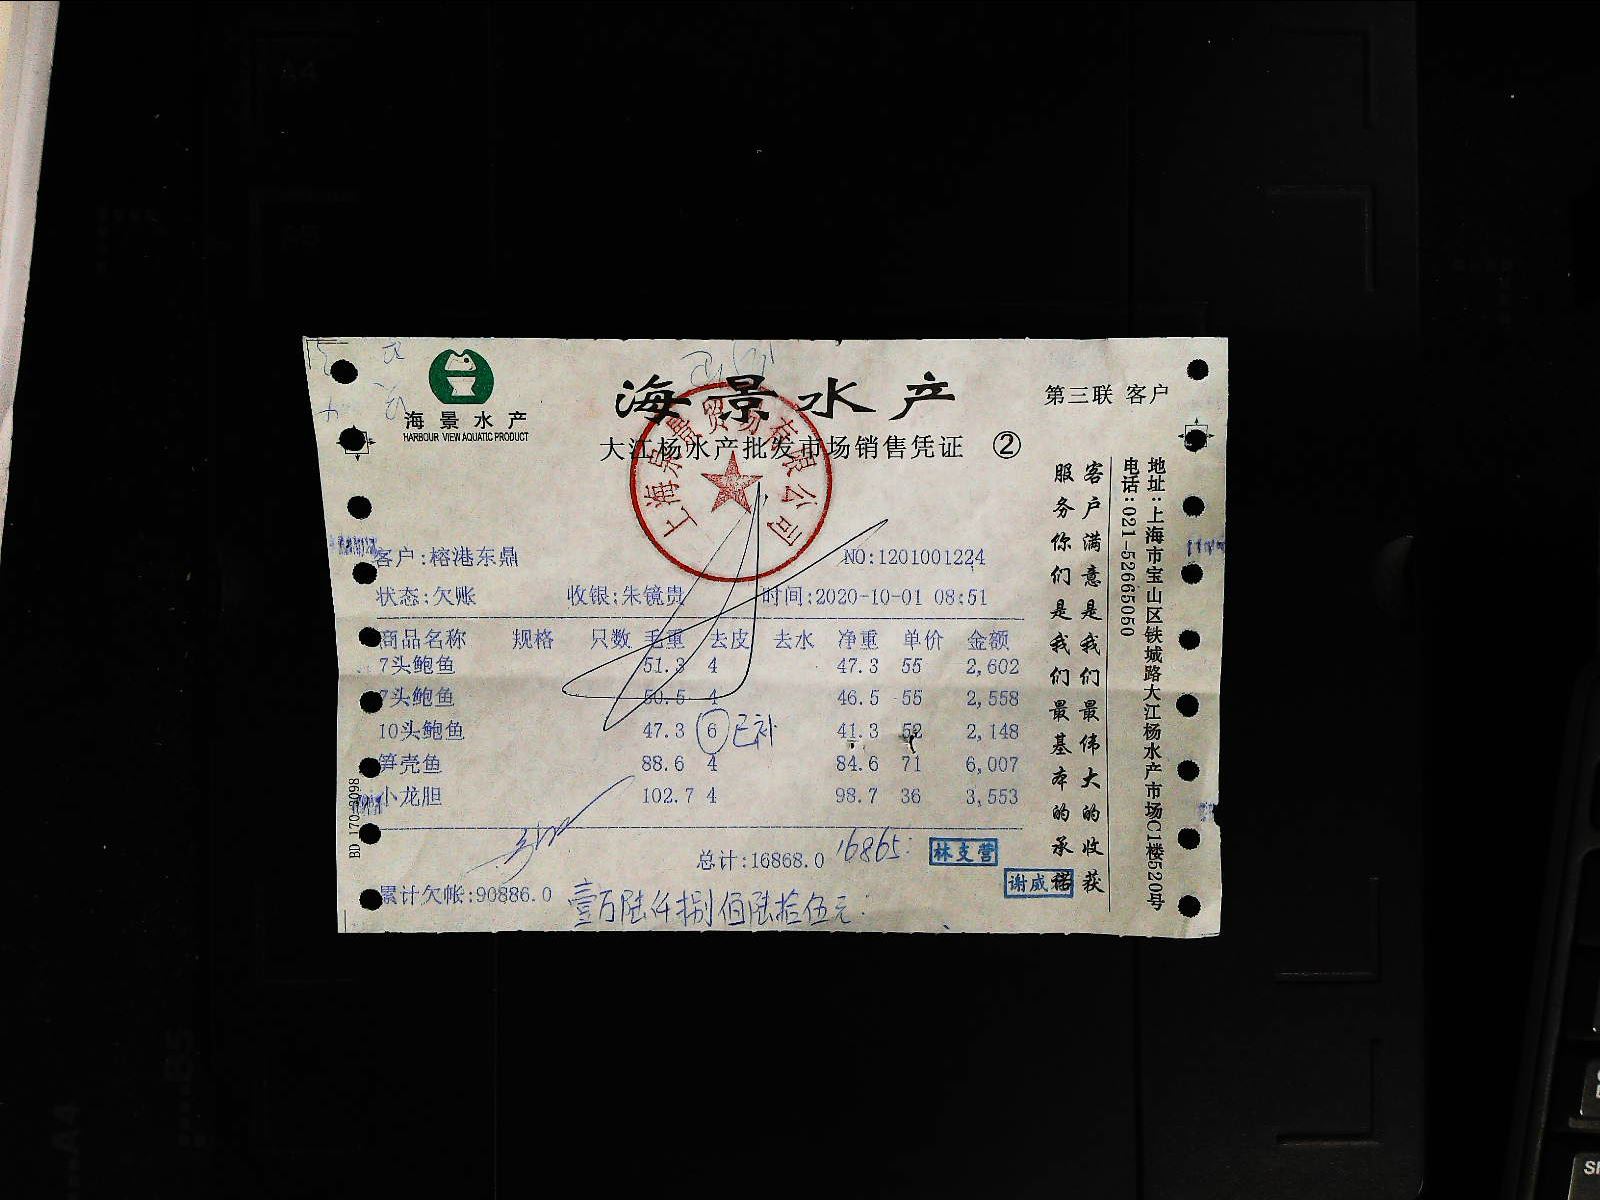 海景水产
HARBOUR VIEW AQUATIC PRODUCT
海景水产
第三联 客户
大江杨水产批发市场销售凭证 ②
客户:榕港东鼎
NO:1201001224
状态:欠账 收银:朱镜贵 时间:2020-10-01 08:51
商品名称 规格 只数 毛重 去皮 去水 净重 单价 金额
7头鲍鱼 51.3 4 47.3 55 2,602
7头鲍鱼 50.5 4 46.5 55 2,558
10头鲍鱼 47.3 6 已补 41.3 52 2,148
笋壳鱼 88.6 4 84.6 71 6,007
小龙胆 102.7 4 98.7 36 3,553
总计:16868.0 16865:
林支营
谢咸锘
累计欠帐:90886.0 壹万陆仟捌佰陆拾伍元:
客户满意是我们最伟大的收获
服务你们是我们最基本的承诺
地址:上海市宝山区铁城路大江杨水产市场C1楼520号
电话:021-52665050
A4
A5
B5
A4